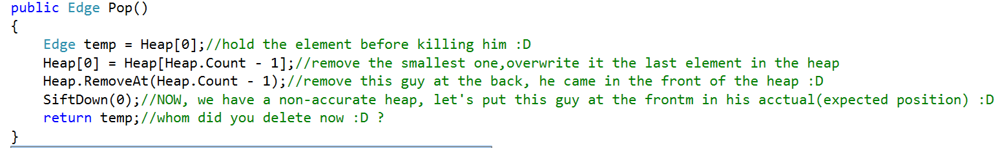 public Edge Pop()
{
    Edge temp = Heap[0];//hold the element before killing him :D
    Heap[0] = Heap[Heap.Count - 1];//remove the smallest one,overwrite it the last element in the heap
    Heap.RemoveAt(Heap.Count - 1);//remove this guy at the back, he came in the front of the heap :D
    SiftDown(0);//NOW, we have a non-accurate heap, let's put this guy at the frontm in his acctual(expected position) :D
    return temp;//whom did you delete now :D ?
}